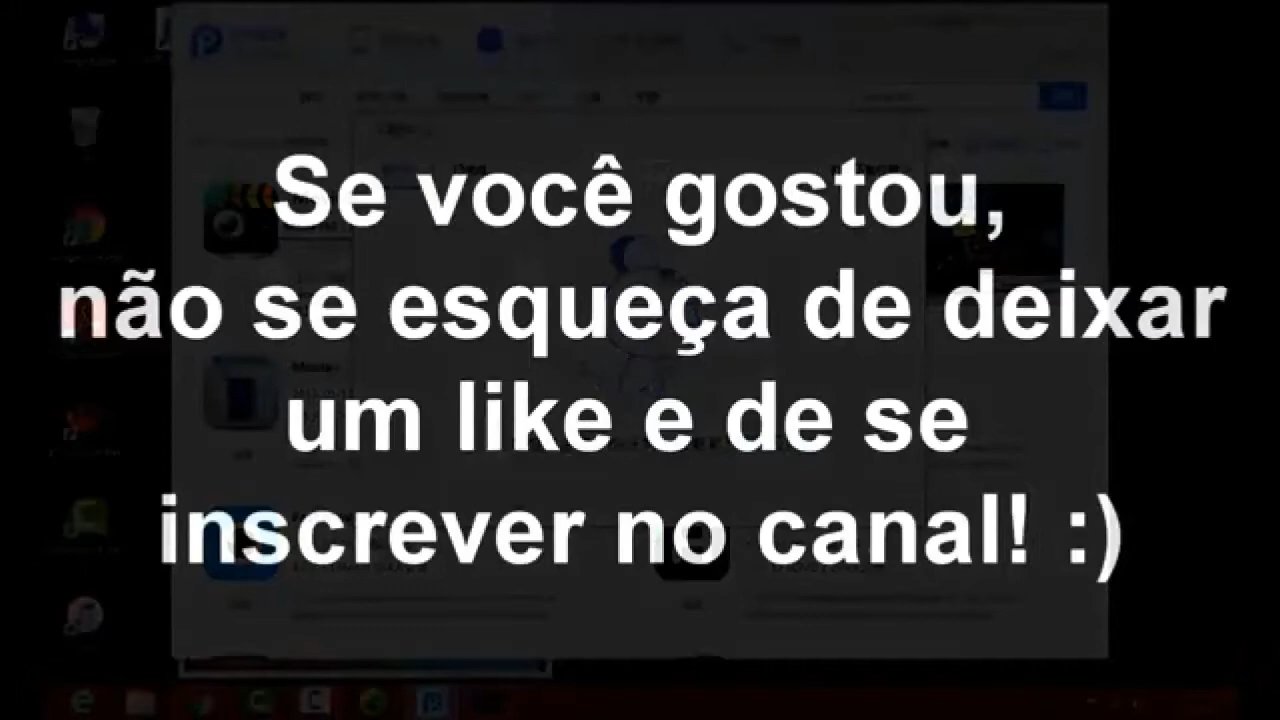 Se você gostou,
não se esqueça de deixar
um like e de se
inscrever no canal! :)